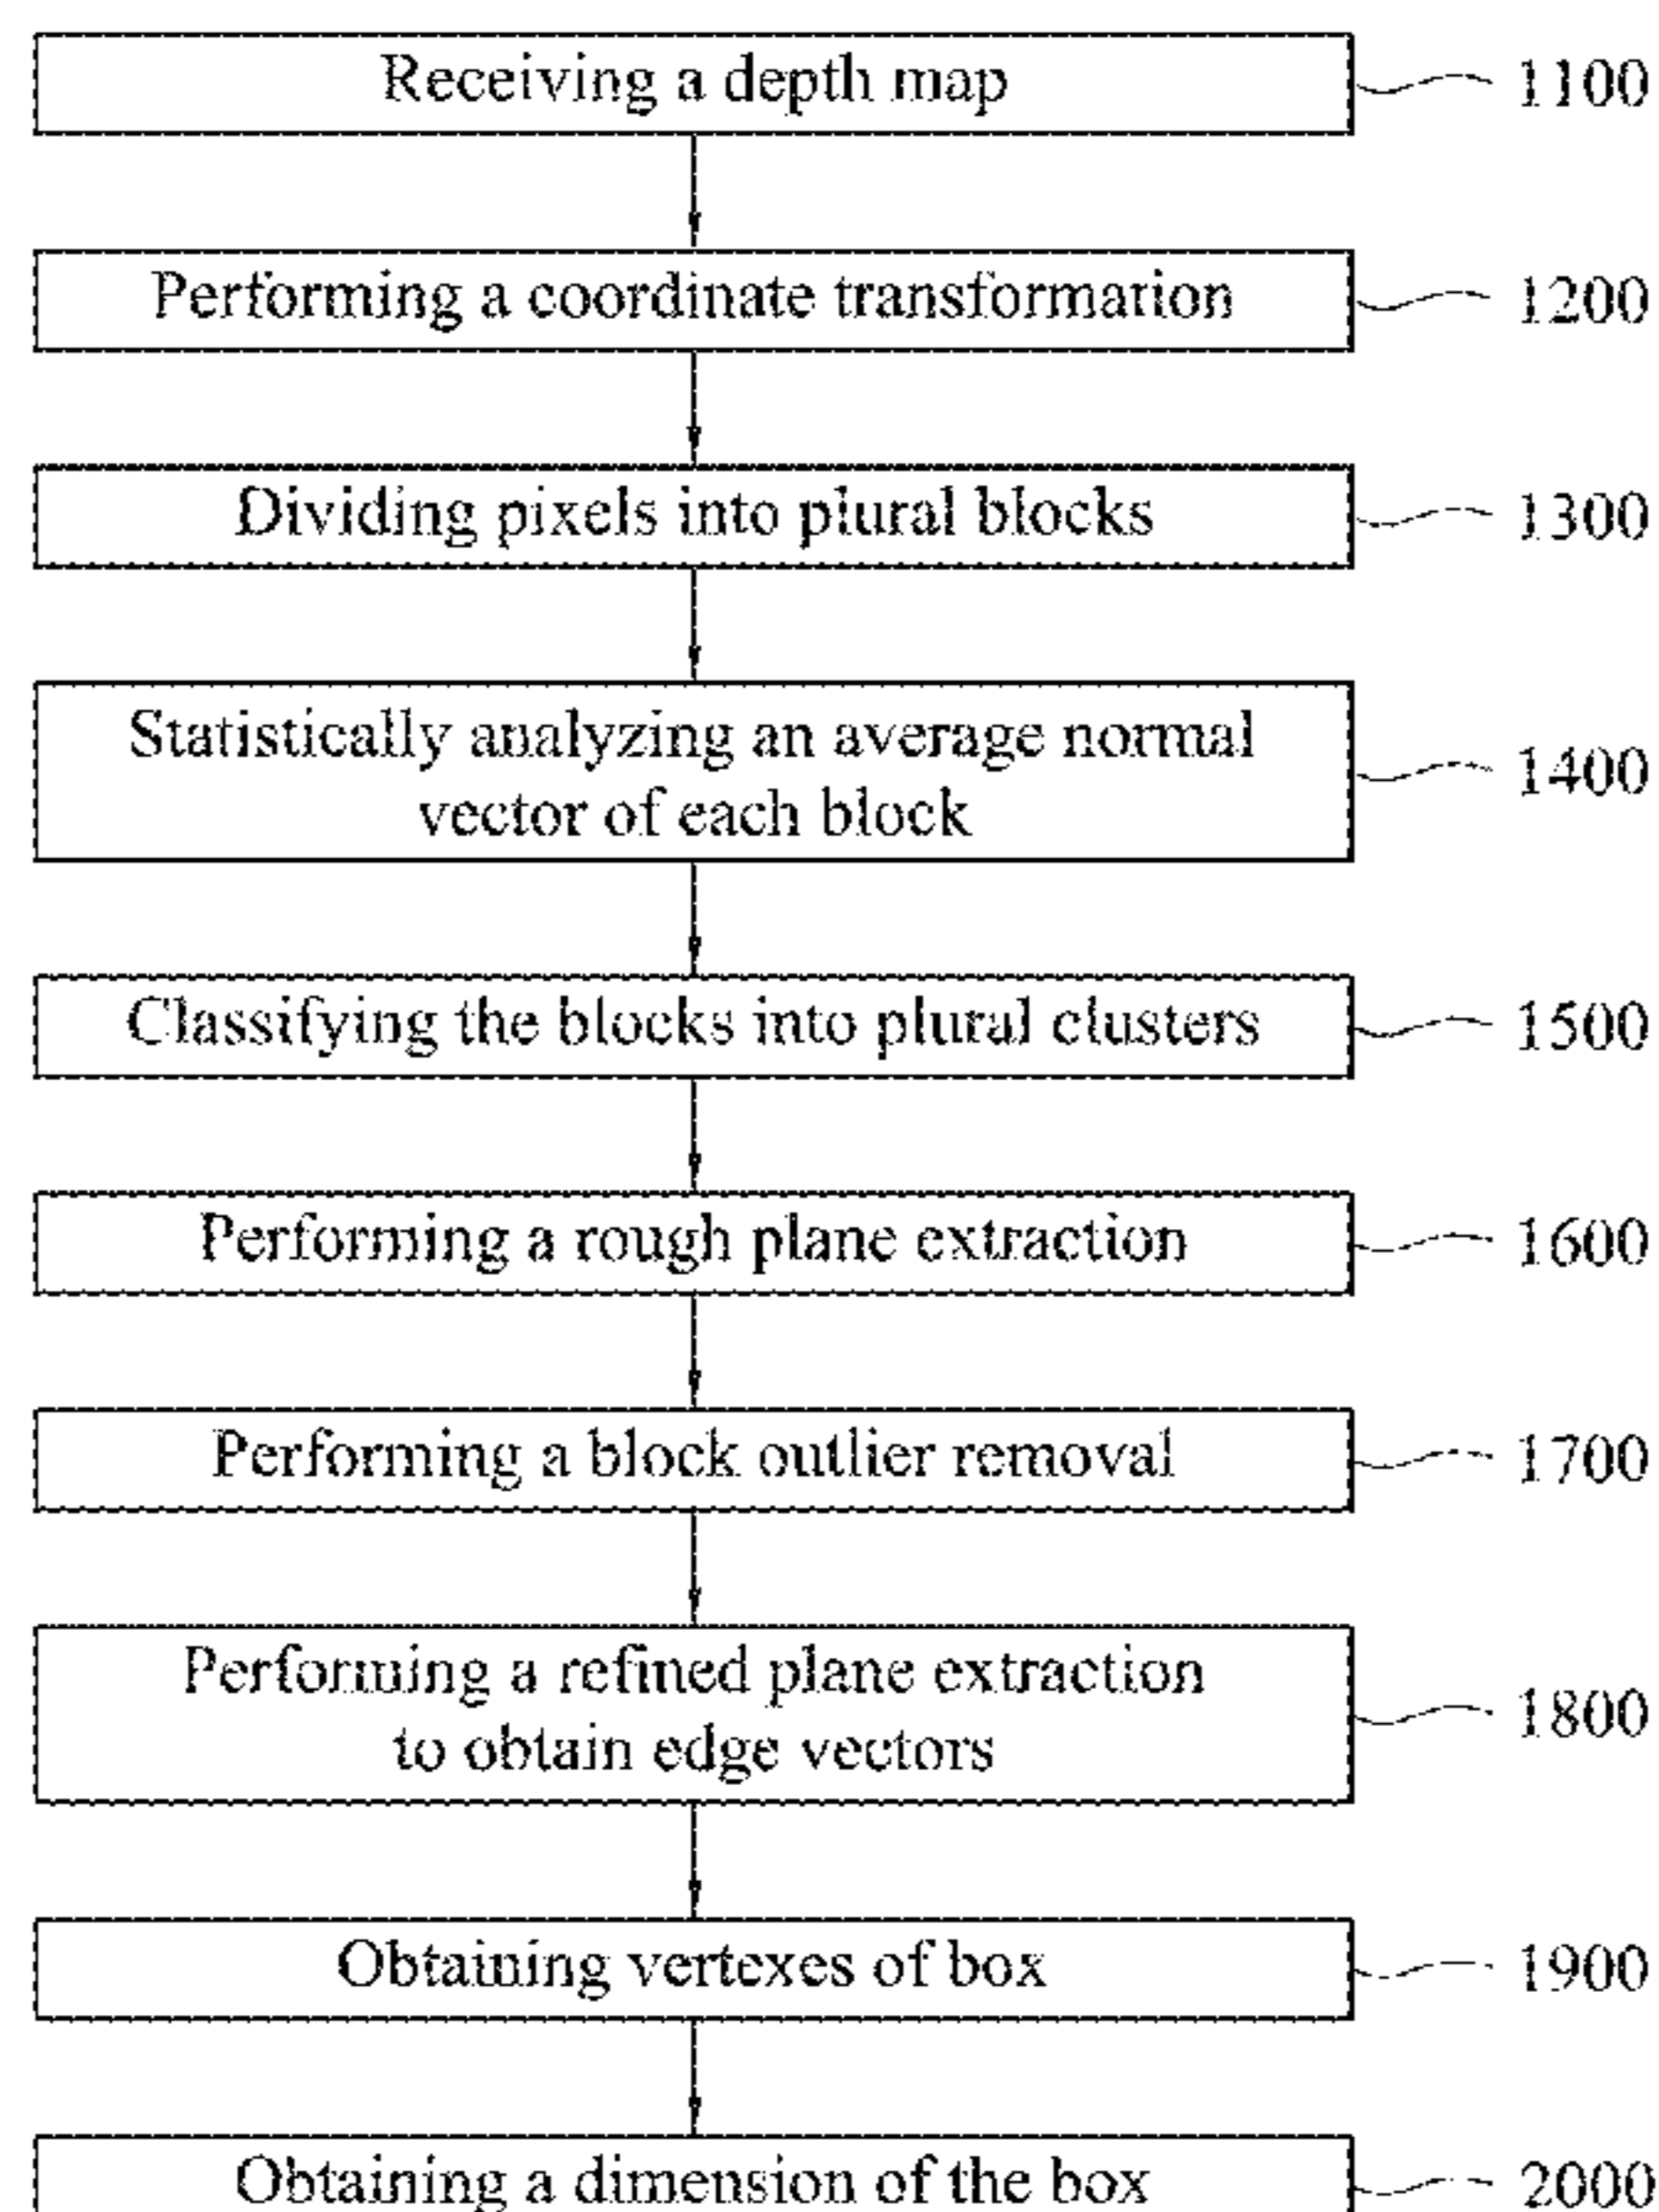 Receiving a depth map 1100
Performing a coordinate transformation 1200
Dividing pixels into plural blocks 1300
Statistically analyzing an average normal
vector of each block 1400
Classifying the blocks into plural clusters 1500
Performing a rough plane extraction 1600
Performing a block outlier removal 1700
Performing a refined plane extraction
to obtain edge vectors 1800
Obtaining vertexes of box 1900
Obtaining a dimension of the box 2000